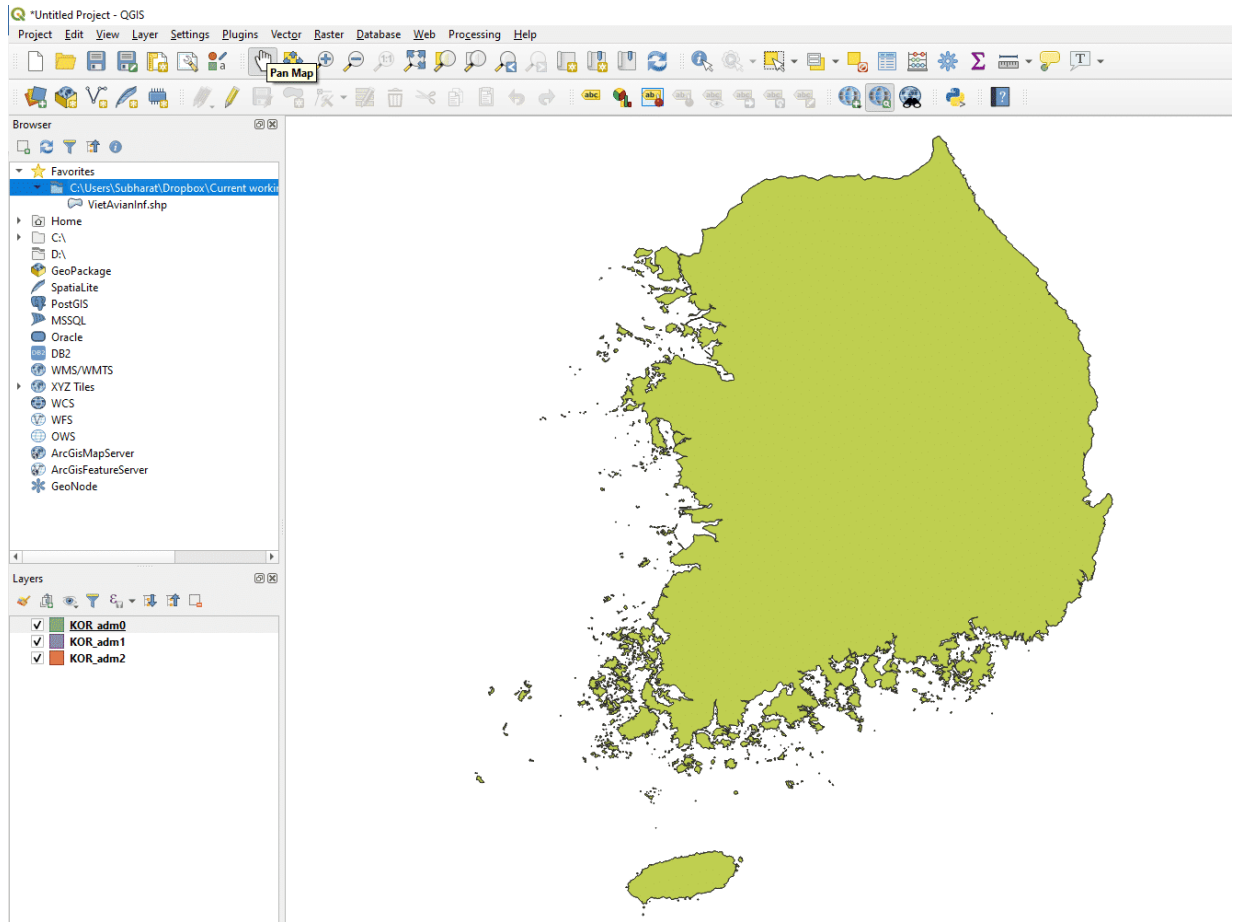 *Untitled Project - QGIS
Project Edit View Layer Settings Plugins Vector Raster Database Web Processing Help
Pan Map
Browser
Favorites
C:\Users\Subharat\Dropbox\Current workin
VietAvianInf.shp
Home
C:\
D:\
GeoPackage
SpatiaLite
PostGIS
MSSQL
Oracle
DB2
WMS/WMTS
XYZ Tiles
WCS
WFS
OWS
ArcGisMapServer
ArcGisFeatureServer
GeoNode
Layers
KOR_adm0
KOR_adm1
KOR_adm2